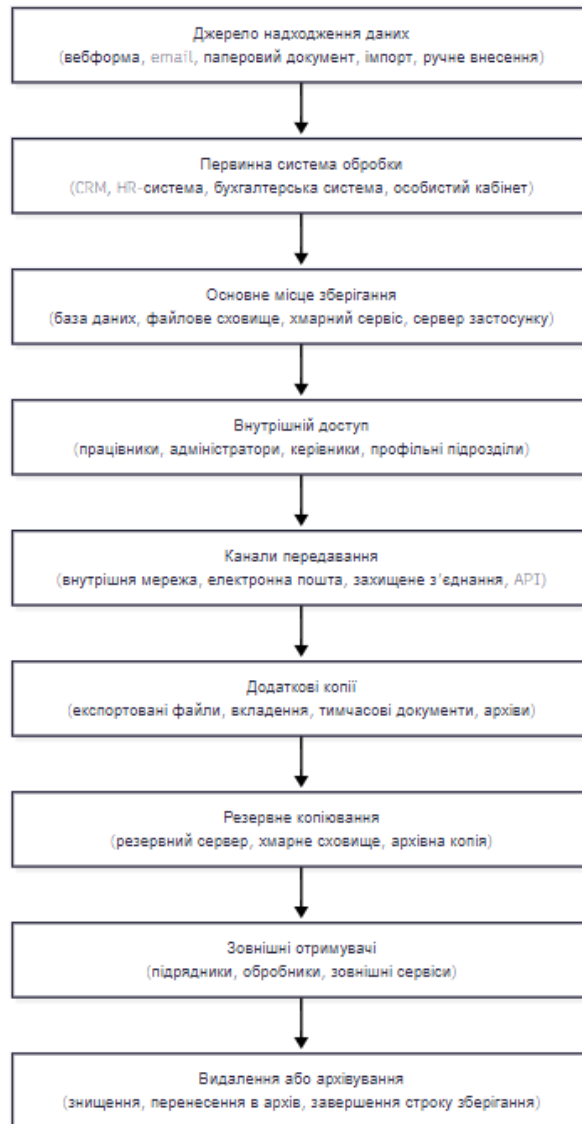 Джерело надходження даних
(вебформа, email, паперовий документ, імпорт, ручне внесення)
Первинна система обробки
(CRM, HR-система, бухгалтерська система, особистий кабінет)
Основне місце зберігання
(база даних, файлове сховище, хмарний сервіс, сервер застосунку)
Внутрішній доступ
(працівники, адміністратори, керівники, профільні підрозділи)
Канали передавання
(внутрішня мережа, електронна пошта, захищене з'єднання, API)
Додаткові копії
(експортовані файли, вкладення, тимчасові документи, архіви)
Резервне копіювання
(резервний сервер, хмарне сховище, архівна копія)
Зовнішні отримувачі
(підрядники, обробники, зовнішні сервіси)
Видалення або архівування
(знищення, перенесення в архів, завершення строку зберігання)